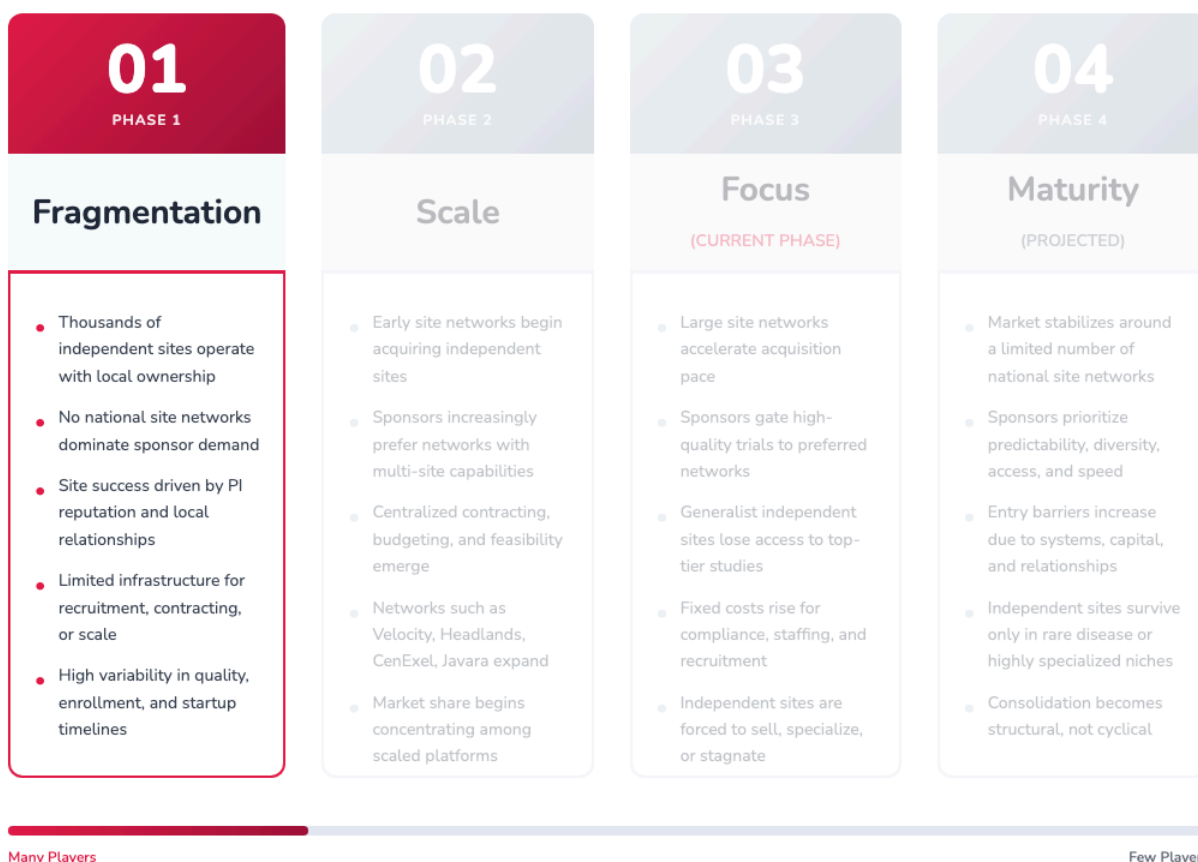 01
PHASE 1
Fragmentation
Thousands of
independent sites operate
with local ownership
No national site networks
dominate sponsor demand
Site success driven by PI
reputation and local
relationships
Limited infrastructure for
recruitment, contracting,
or scale
High variability in quality,
enrollment, and startup
timelines
02
PHASE 2
Scale
Early site networks begin
acquiring independent
sites
Sponsors increasingly
prefer networks with
multi-site capabilities
Centralized contracting,
budgeting, and feasibility
emerge
Networks such as
Velocity, Headlands,
CenExel, Javara expand
Market share begins
concentrating among
scaled platforms
03
PHASE 3
Focus
(CURRENT PHASE)
Large site networks
accelerate acquisition
pace
Sponsors gate high-
quality trials to preferred
networks
Generalist independent
sites lose access to top-
tier studies
Fixed costs rise for
compliance, staffing, and
recruitment
Independent sites are
forced to sell, specialize,
or stagnate
04
PHASE 4
Maturity
(PROJECTED)
Market stabilizes around
a limited number of
national site networks
Sponsors prioritize
predictability, diversity,
access, and speed
Entry barriers increase
due to systems, capital,
and relationships
Independent sites survive
only in rare disease or
highly specialized niches
Consolidation becomes
structural, not cyclical
Many Players
Few